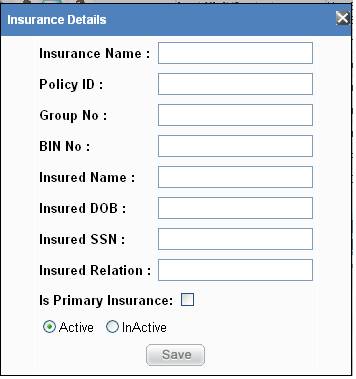 Insurance Details
Insurance Name :
Policy ID :
Group No :
BIN No :
Insured Name :
Insured DOB :
Insured SSN :
Insured Relation :
Is Primary Insurance:
Active InActive
Save